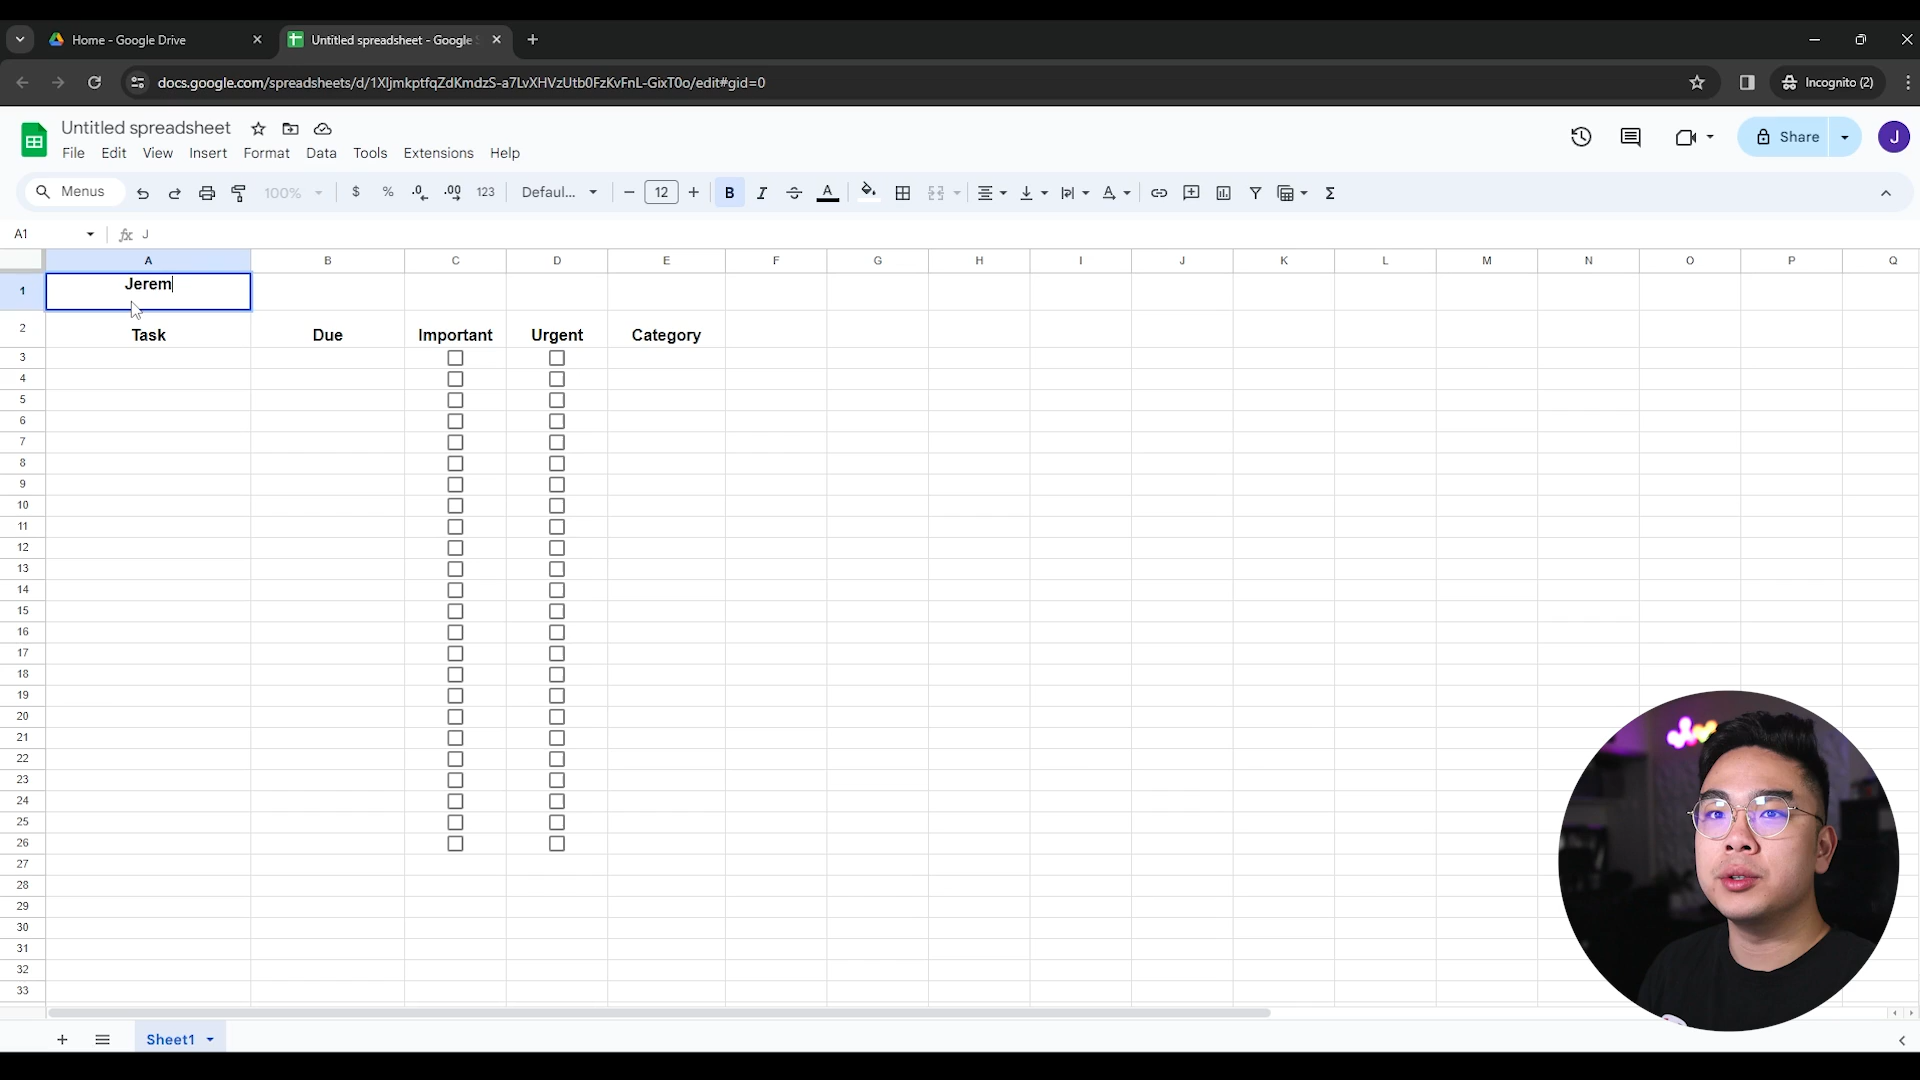 Home - Google Drive
Untitled spreadsheet - Google
docs.google.com/spreadsheets/d/1XljmkptfqZdKmdzS-a7LvXHVzUtb0FzKvFnL-GixT0o/edit#gid=0
Incognito (2)
Untitled spreadsheet
File Edit View Insert Format Data Tools Extensions Help
Share
J
Menus
100%
$ % .0 .00 123
Defaul...
12
B I A
A
Σ
A1
fx J
A B C D E F G H I J K L M N O P Q
1 Jerem
2 Task Due Important Urgent Category
3
4
5
6
7
8
9
10
11
12
13
14
15
16
17
18
19
20
21
22
23
24
25
26
27
28
29
30
31
32
33
Sheet1